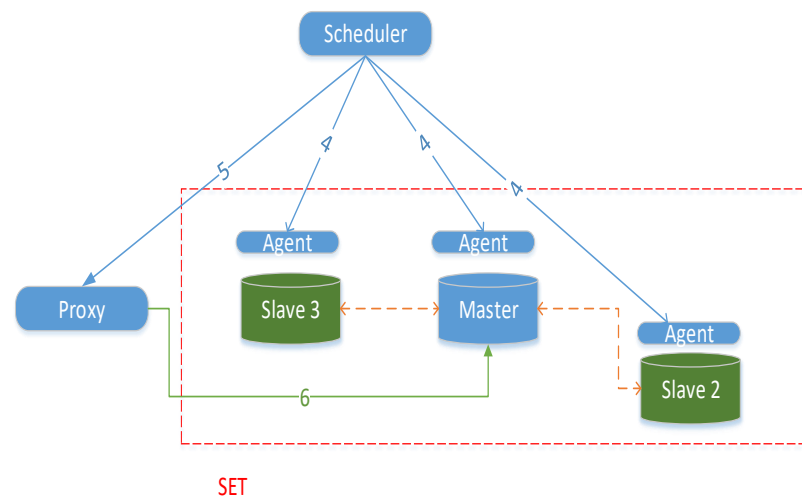 Scheduler
5
4
4
4
Agent
Agent
Proxy
Slave 3
Master
Agent
Slave 2
6
SET